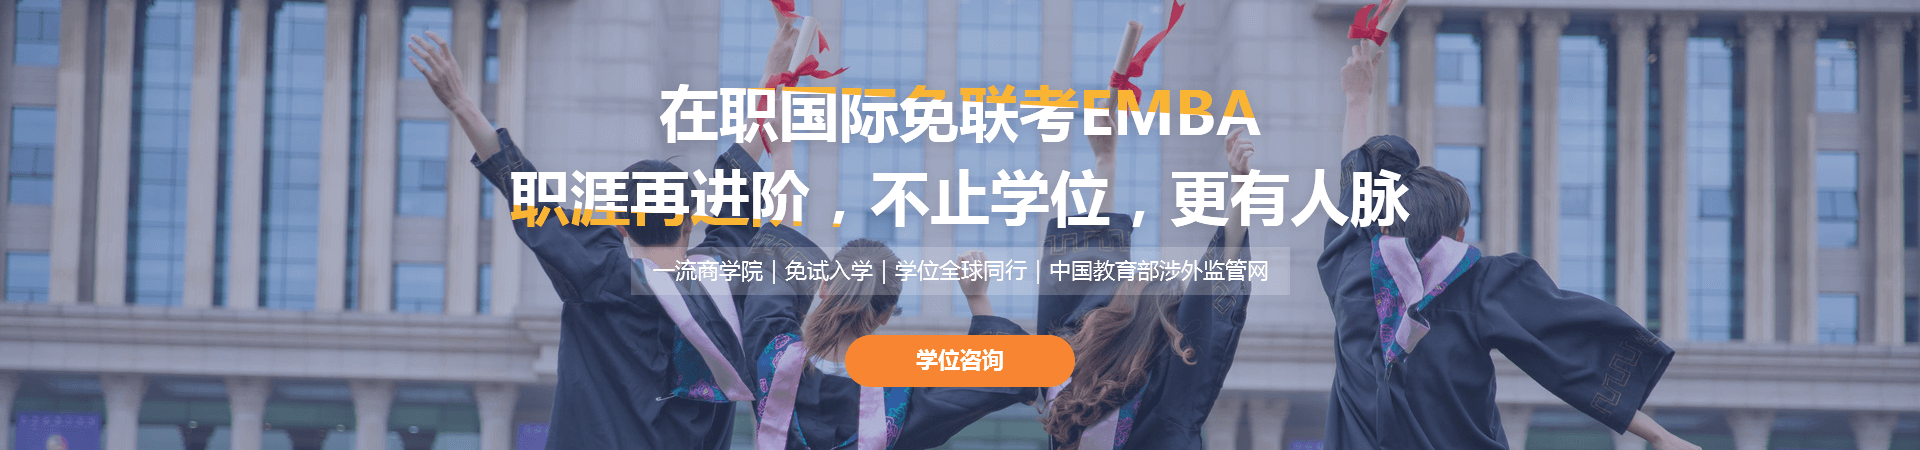 在职国际免联考EMBA
职涯再进阶，不止学位，更有人脉
一流商学院｜免试入学｜学位全球同行｜中国教育部涉外监管网
学位咨询